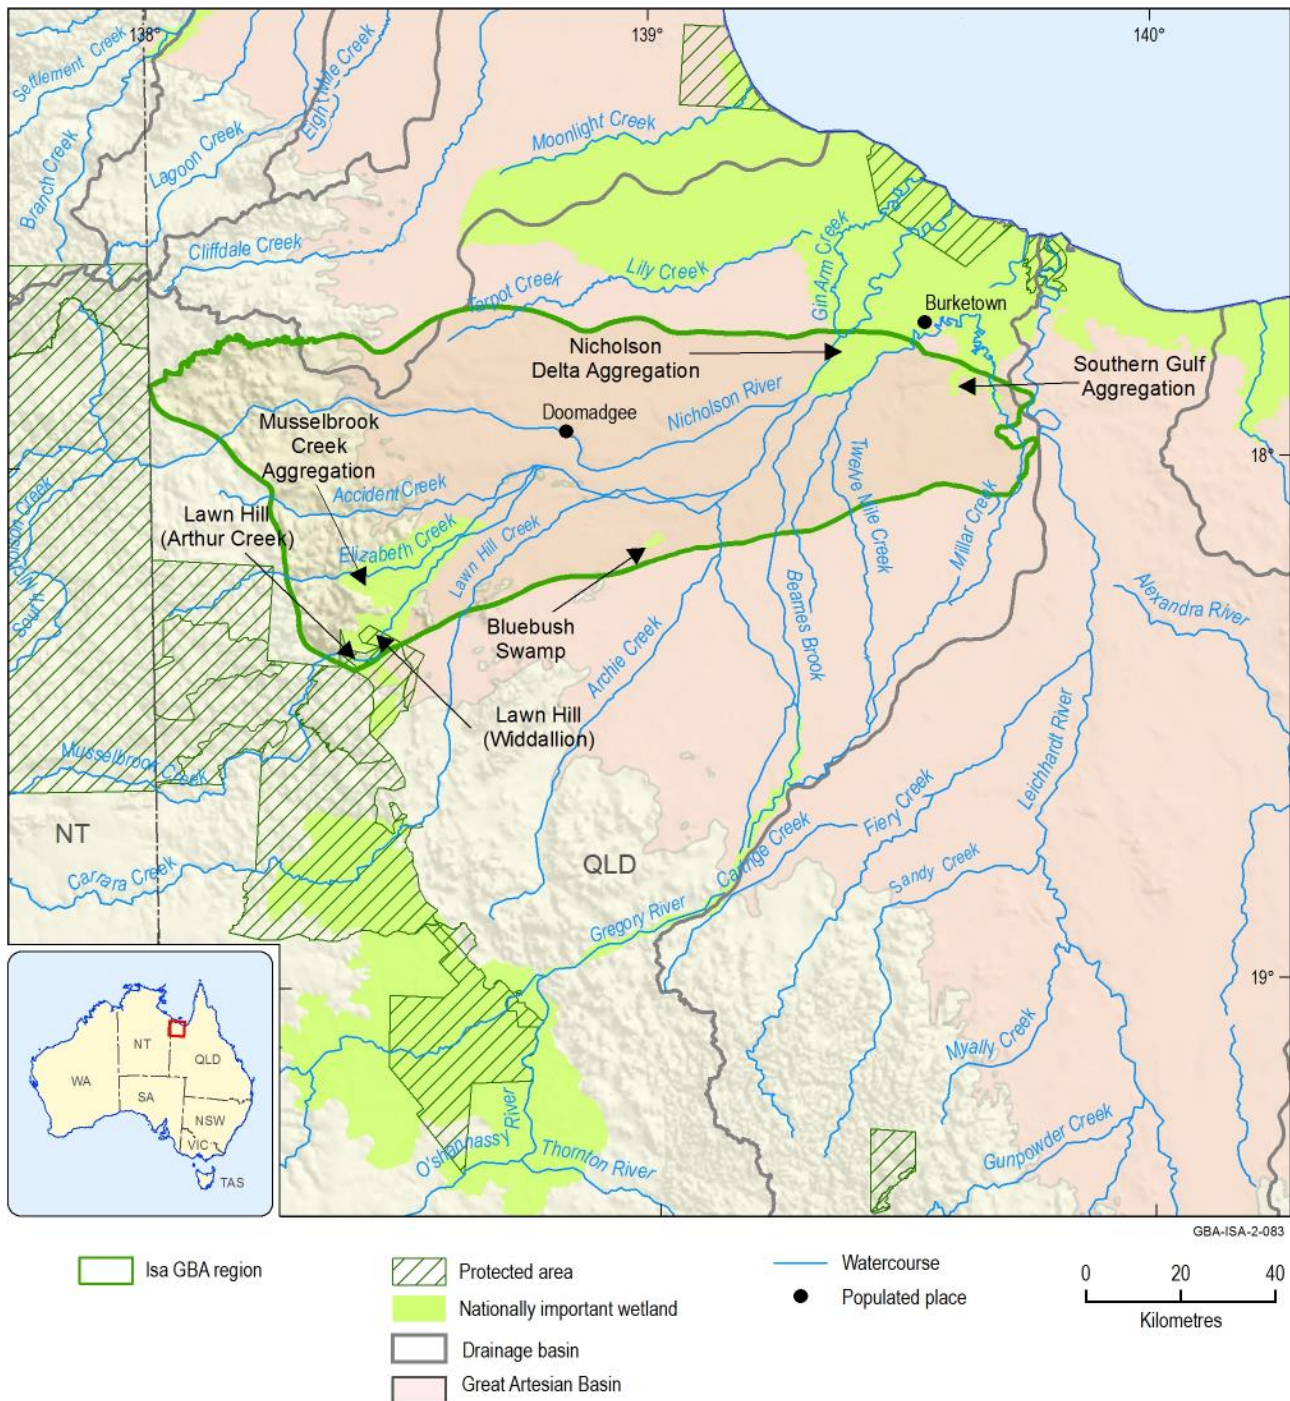 138°
139°
140°
Settlement Creek
Eight Mile Creek
Branch Creek
Lagoon Creek
Moonlight Creek
Cliffdale Creek
Lily Creek
Gin Arm Creek
Tarpot Creek
Burketown
Nicholson
Delta Aggregation
Southern Gulf
Aggregation
Doomadgee
Nicholson River
Musselbrook
Creek
Aggregation
18°
Accident Creek
Twelve Mile Creek
Lawn Hill
(Arthur Creek)
Elizabeth Creek
Lawn Hill Creek
Millar Creek
South Nicholson Creek
Beames Brook
Alexandra River
Bluebush
Swamp
Archie Creek
Lawn Hill
(Widdallion)
Leichhardt River
Musselbrook Creek
NT
Fiery Creek
QLD
Cartridge Creek
Carrara Creek
Sandy Creek
Gregory River
19°
Myally Creek
NT
QLD
WA
SA
NSW
VIC
TAS
O'shannassy River
Thornton River
Gunpowder Creek
GBA-ISA-2-083
Isa GBA region
Protected area
Nationally important wetland
Drainage basin
Great Artesian Basin
Watercourse
Populated place
0 20 40
Kilometres